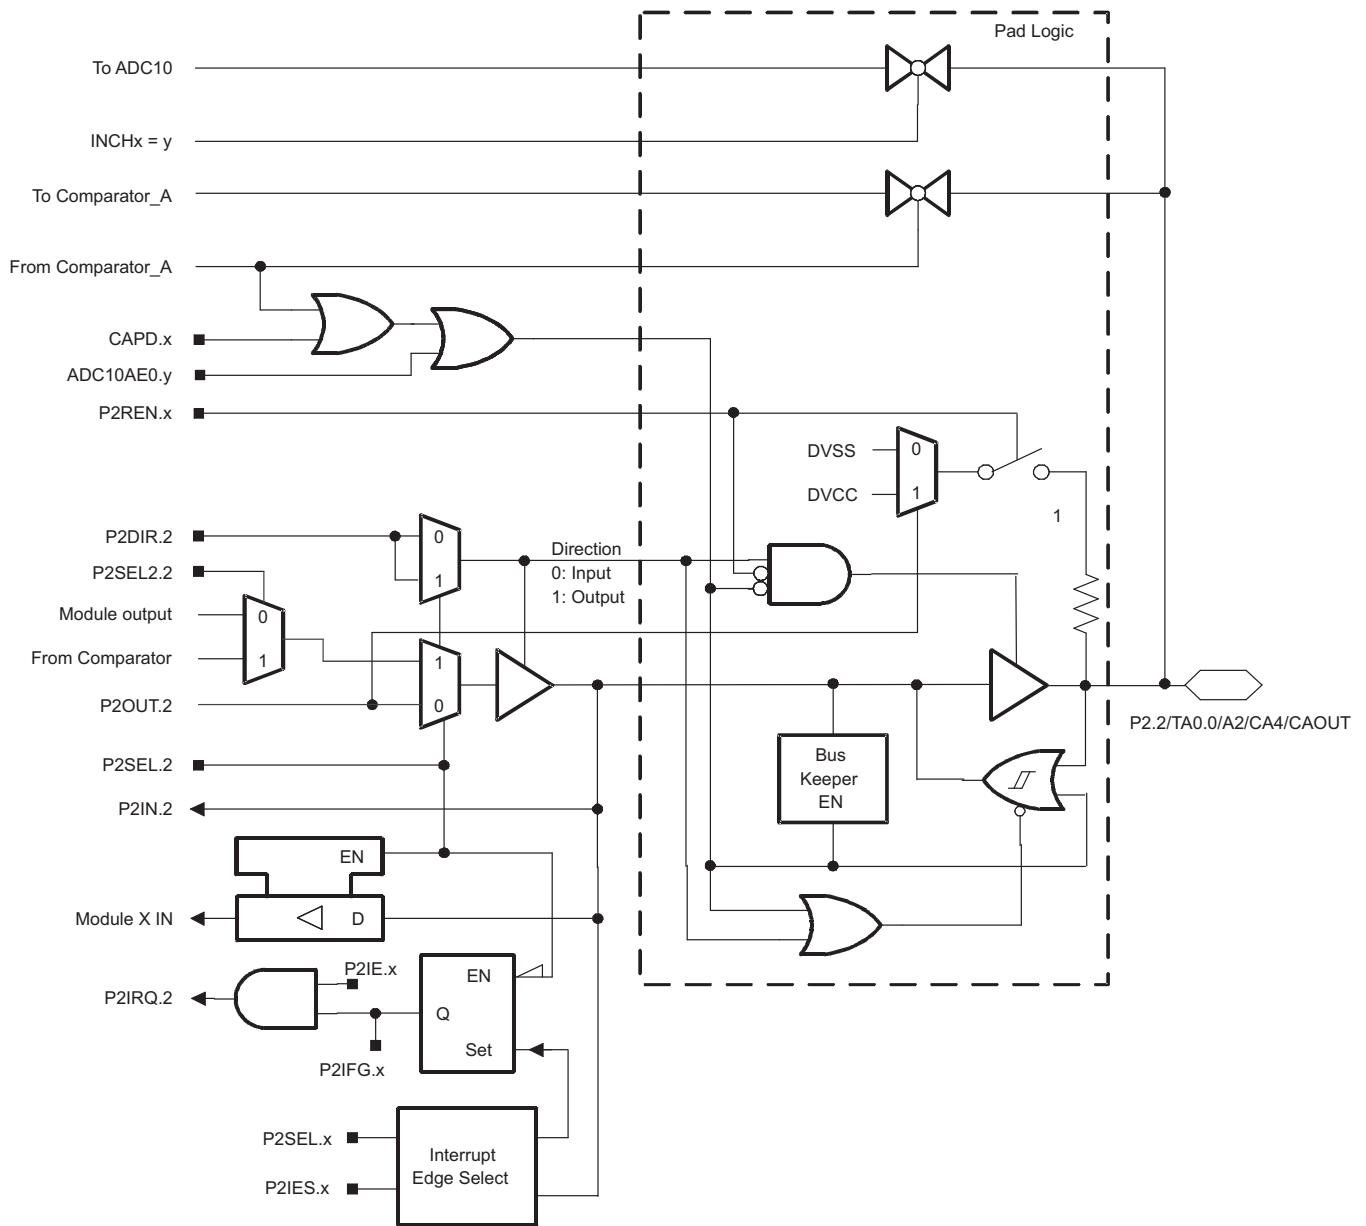 Pad Logic
To ADC10
INCHx = y
To Comparator_A
From Comparator_A
CAPD.x
ADC10AE0.y
P2REN.x
DVSS
0
DVCC
1
1
P2DIR.2
0
1
Direction
0: Input
1: Output
P2SEL2.2
Module output
0
From Comparator
1
1
P2OUT.2
0
P2.2/TA0.0/A2/CA4/CAOUT
P2SEL.2
Bus
Keeper
EN
P2IN.2
EN
Module X IN
D
P2IE.x
P2IRQ.2
EN
Q
Set
P2IFG.x
P2SEL.x
Interrupt
Edge Select
P2IES.x